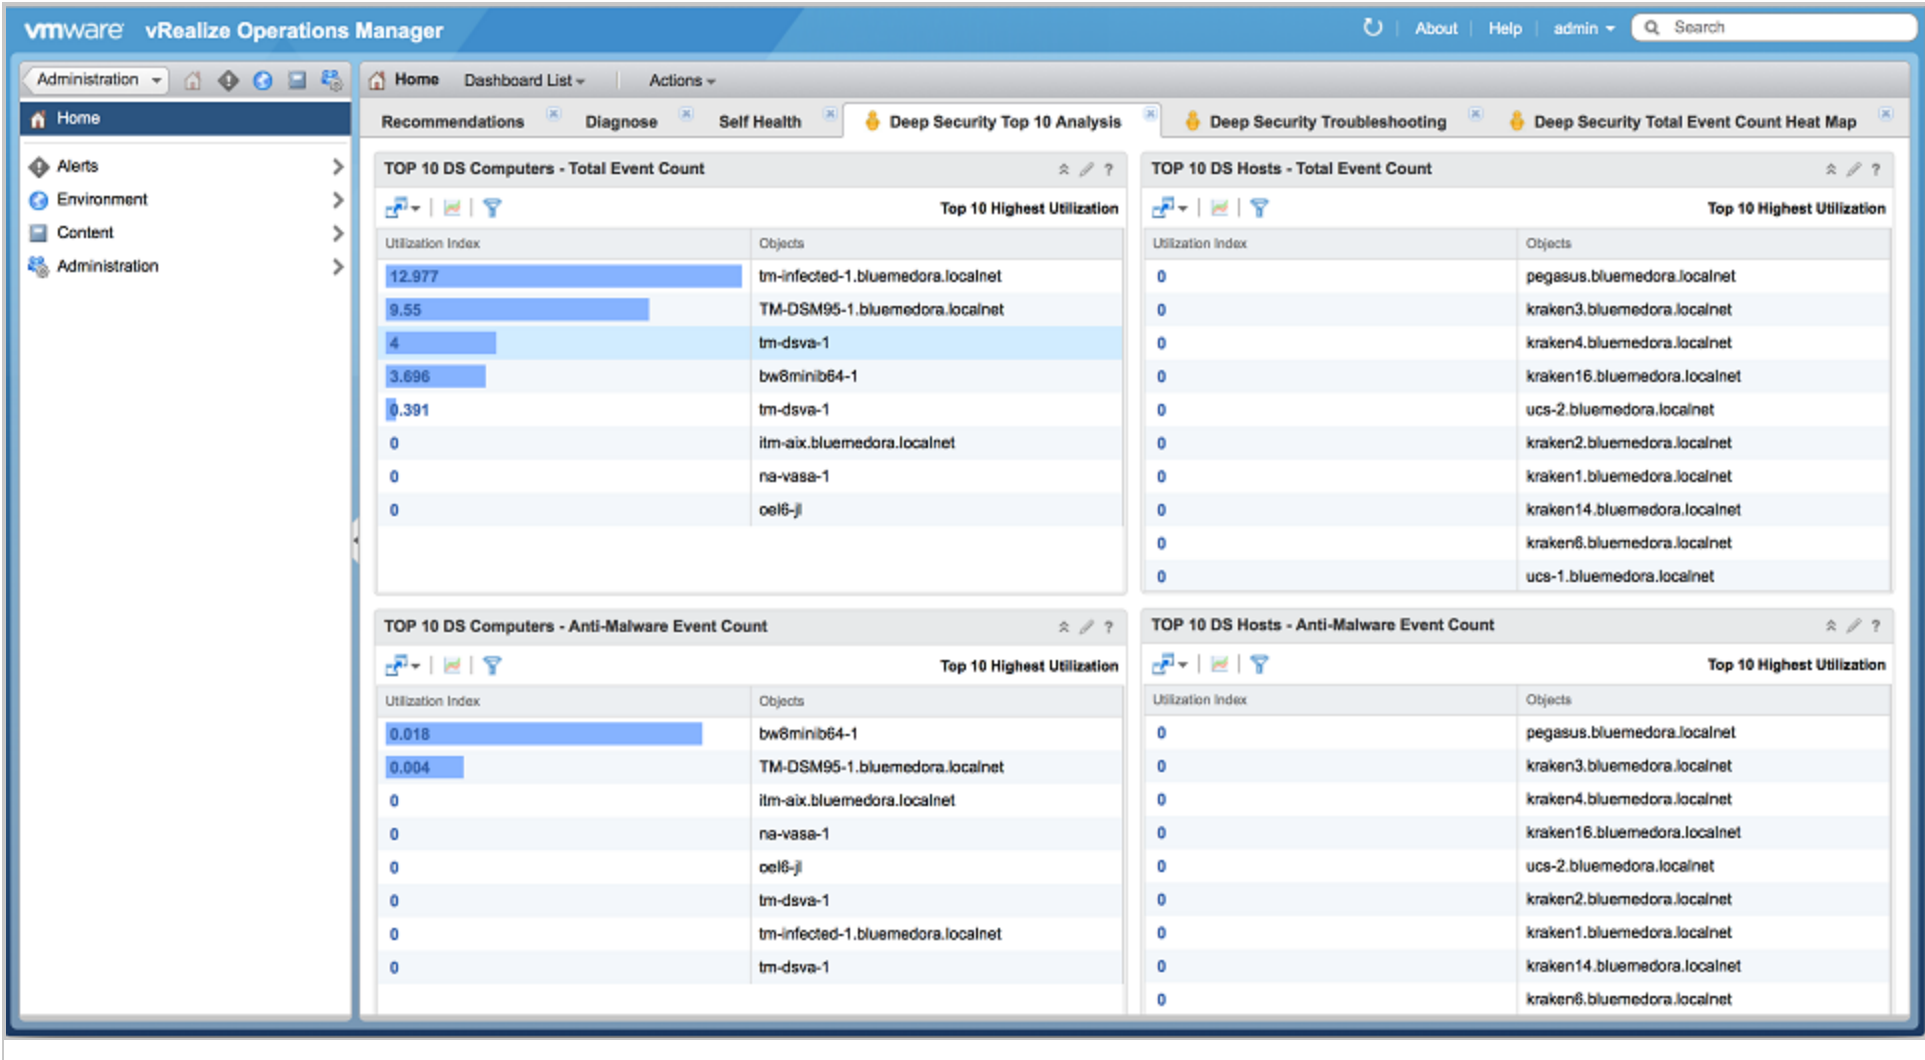 vmware vRealize Operations Manager
About Help admin Search
Administration
Home Dashboard List Actions
Home
Recommendations Diagnose Self Health Deep Security Top 10 Analysis Deep Security Troubleshooting Deep Security Total Event Count Heat Map
Alerts
Environment
Content
Administration
TOP 10 DS Computers - Total Event Count
?
Top 10 Highest Utilization
Utilization Index Objects
12.977 tm-infected-1.bluemedora.localnet
9.55 TM-DSM95-1.bluemedora.localnet
4 tm-dsva-1
3.696 bw8minib64-1
0.391 tm-dsva-1
0 itm-aix.bluemedora.localnet
0 na-vasa-1
0 oel6-jl
TOP 10 DS Hosts - Total Event Count
?
Top 10 Highest Utilization
Utilization Index Objects
0 pegasus.bluemedora.localnet
0 kraken3.bluemedora.localnet
0 kraken4.bluemedora.localnet
0 kraken16.bluemedora.localnet
0 ucs-2.bluemedora.localnet
0 kraken2.bluemedora.localnet
0 kraken1.bluemedora.localnet
0 kraken14.bluemedora.localnet
0 kraken6.bluemedora.localnet
0 ucs-1.bluemedora.localnet
TOP 10 DS Computers - Anti-Malware Event Count
?
Top 10 Highest Utilization
Utilization Index Objects
0.018 bw8minib64-1
0.004 TM-DSM95-1.bluemedora.localnet
0 itm-aix.bluemedora.localnet
0 na-vasa-1
0 oel6-jl
0 tm-dsva-1
0 tm-infected-1.bluemedora.localnet
0 tm-dsva-1
TOP 10 DS Hosts - Anti-Malware Event Count
?
Top 10 Highest Utilization
Utilization Index Objects
0 pegasus.bluemedora.localnet
0 kraken3.bluemedora.localnet
0 kraken4.bluemedora.localnet
0 kraken16.bluemedora.localnet
0 ucs-2.bluemedora.localnet
0 kraken2.bluemedora.localnet
0 kraken1.bluemedora.localnet
0 kraken14.bluemedora.localnet
0 kraken6.bluemedora.localnet